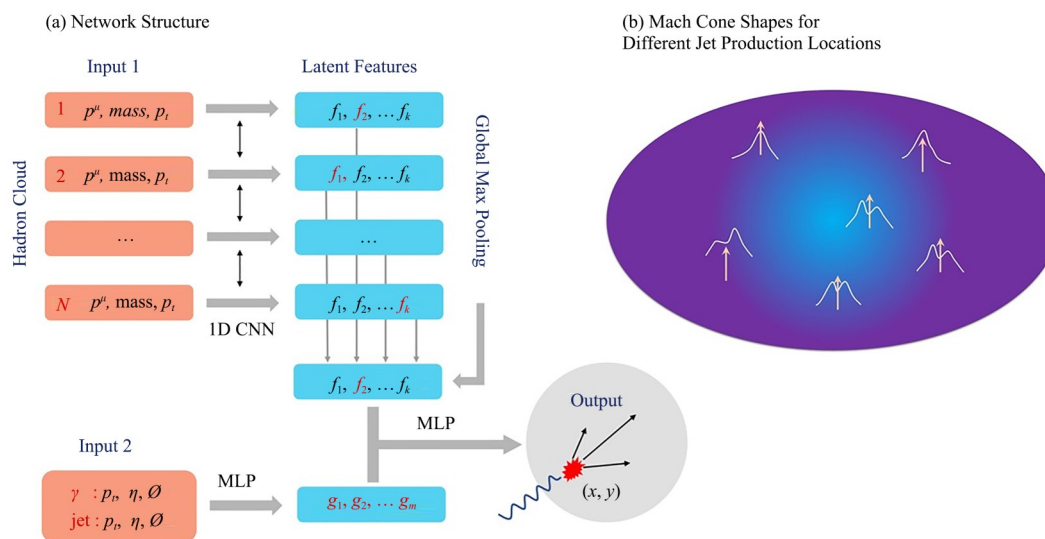 (a) Network Structure
Input 1
Latent Features
Hadron Cloud
1 pᵘ, mass, pₜ
f₁, f₂, … fₖ
2 pᵘ, mass, pₜ
f₁, f₂, … fₖ
…
…
N pᵘ, mass, pₜ
f₁, f₂, … fₖ
1D CNN
Global Max Pooling
f₁, f₂, … fₖ
Input 2
γ : pₜ, η, Ø
jet : pₜ, η, Ø
MLP
g₁, g₂, … gₘ
MLP
Output
(x, y)
(b) Mach Cone Shapes for
Different Jet Production Locations